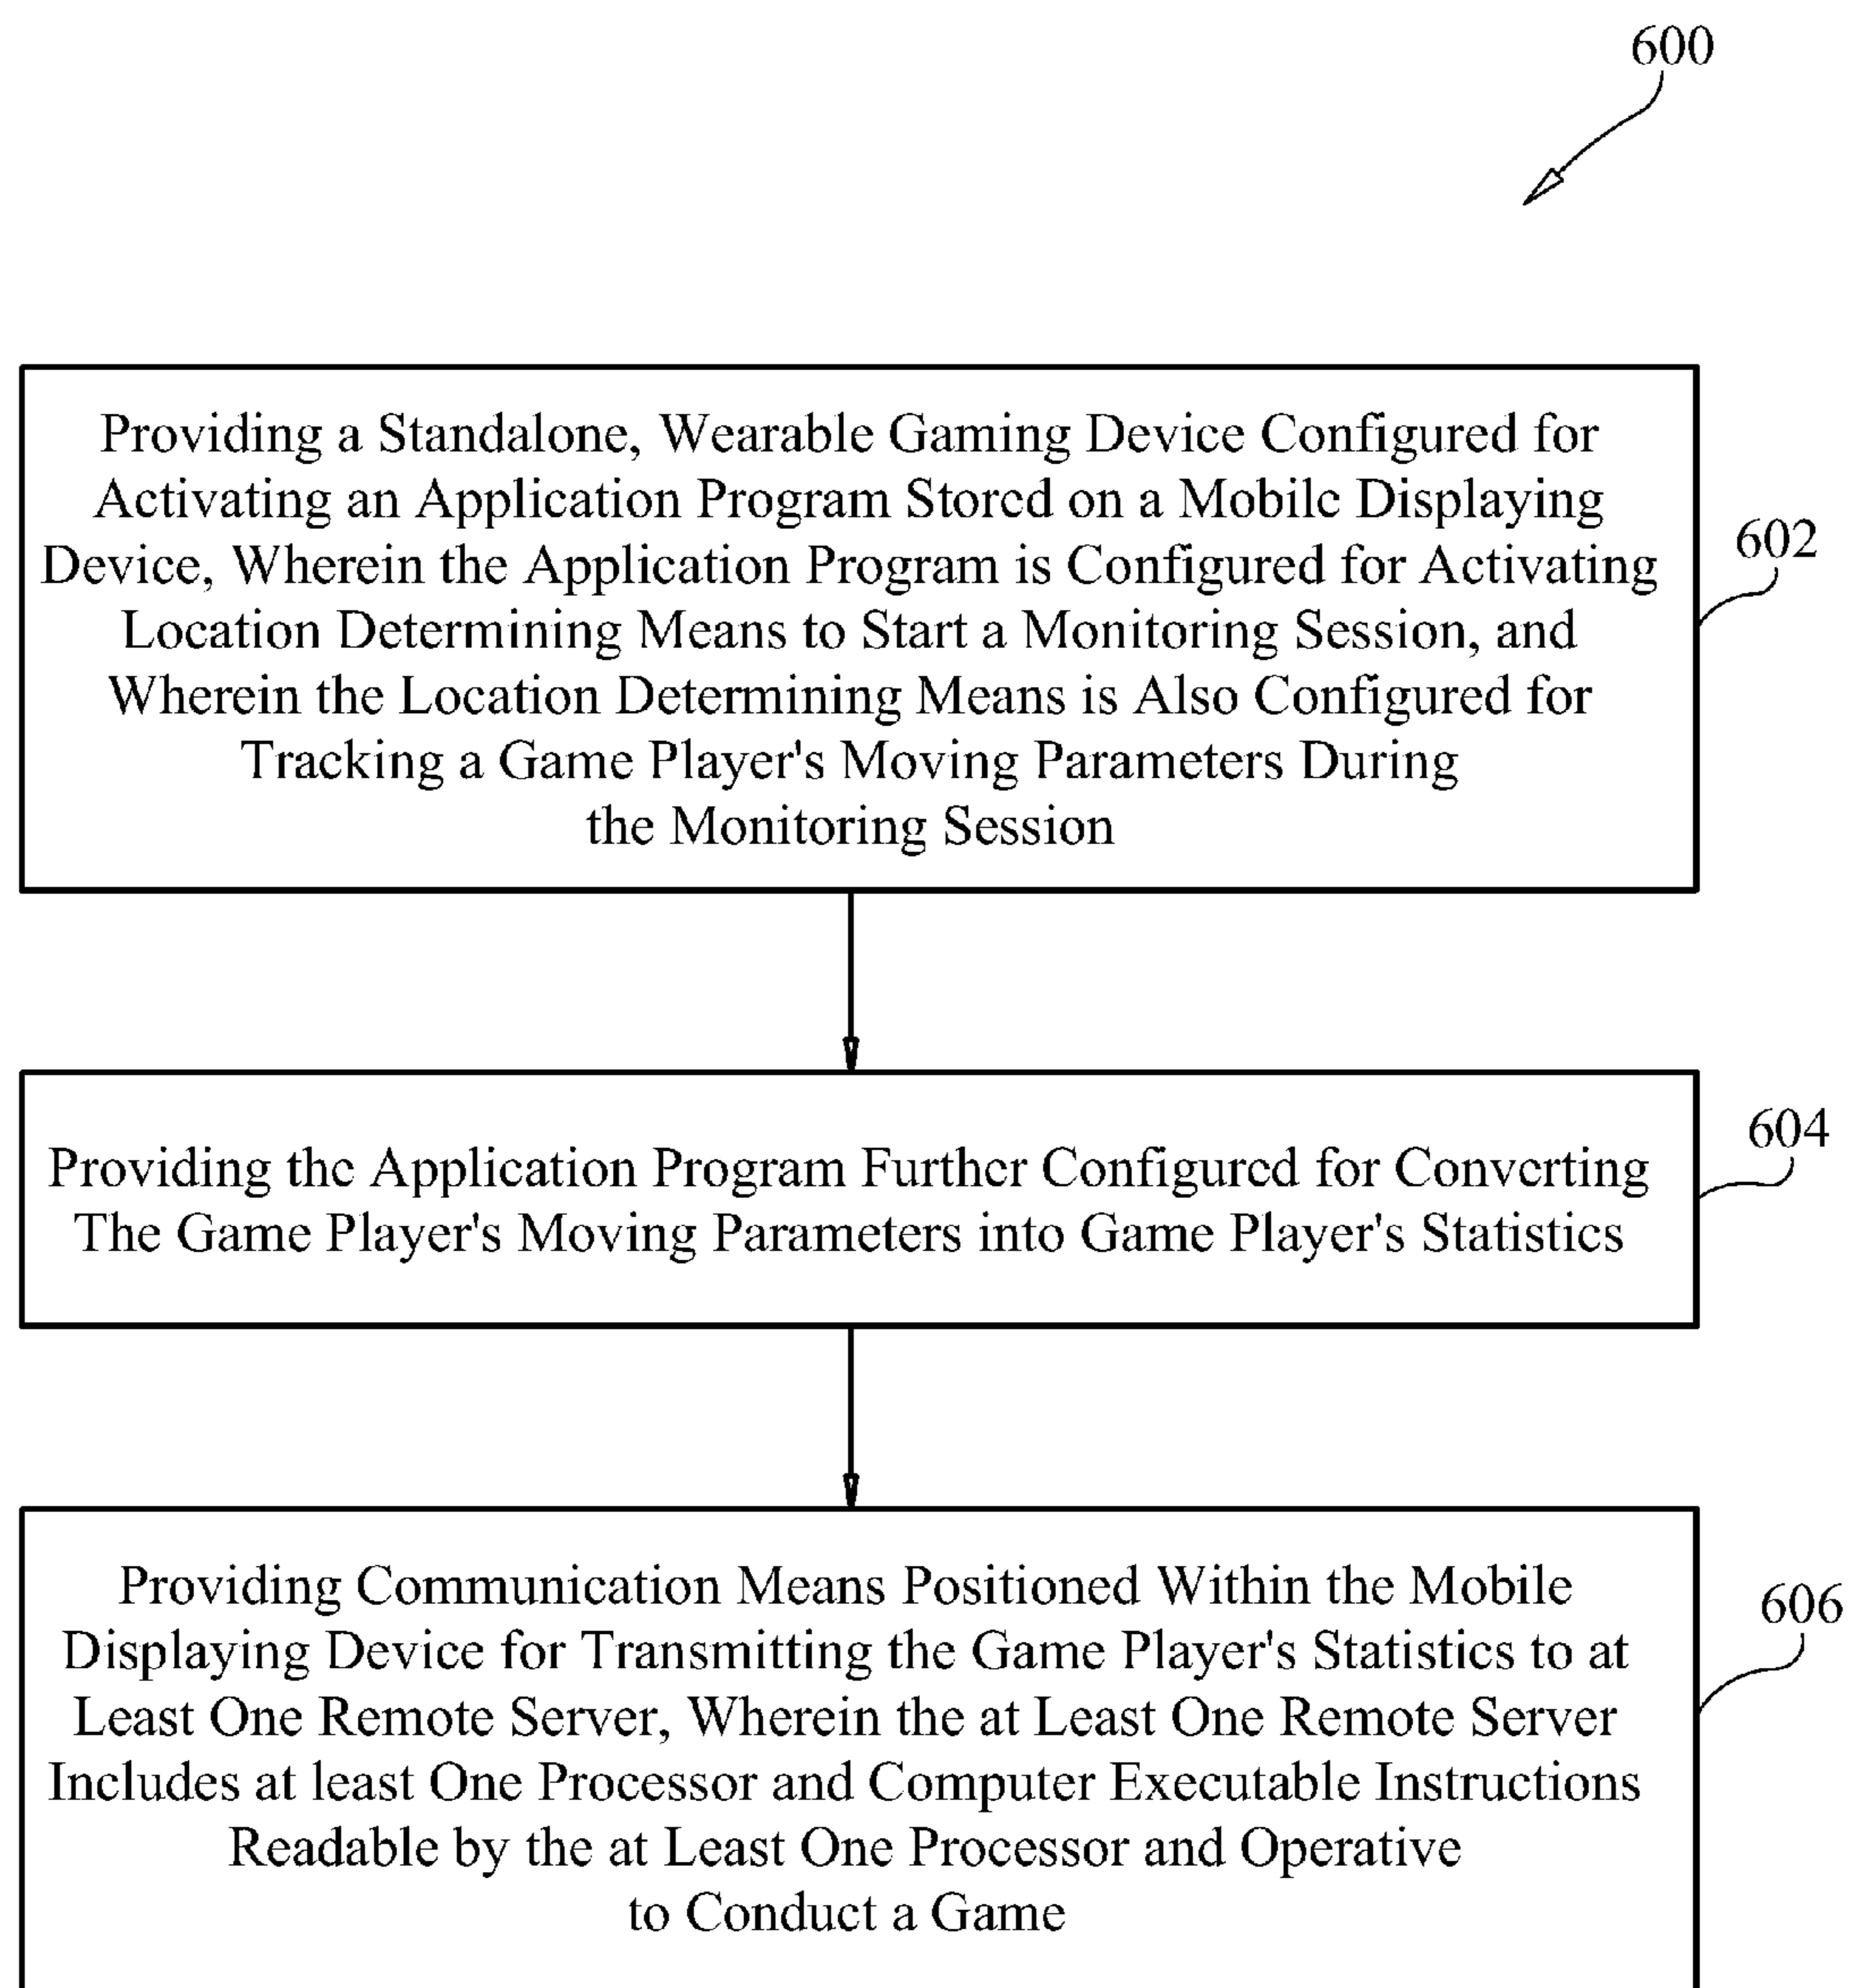 600
Providing a Standalone, Wearable Gaming Device Configured for
Activating an Application Program Stored on a Mobile Displaying
Device, Wherein the Application Program is Configured for Activating
Location Determining Means to Start a Monitoring Session, and
Wherein the Location Determining Means is Also Configured for
Tracking a Game Player's Moving Parameters During
the Monitoring Session
602
Providing the Application Program Further Configured for Converting
The Game Player's Moving Parameters into Game Player's Statistics
604
Providing Communication Means Positioned Within the Mobile
Displaying Device for Transmitting the Game Player's Statistics to at
Least One Remote Server, Wherein the at Least One Remote Server
Includes at least One Processor and Computer Executable Instructions
Readable by the at Least One Processor and Operative
to Conduct a Game
606